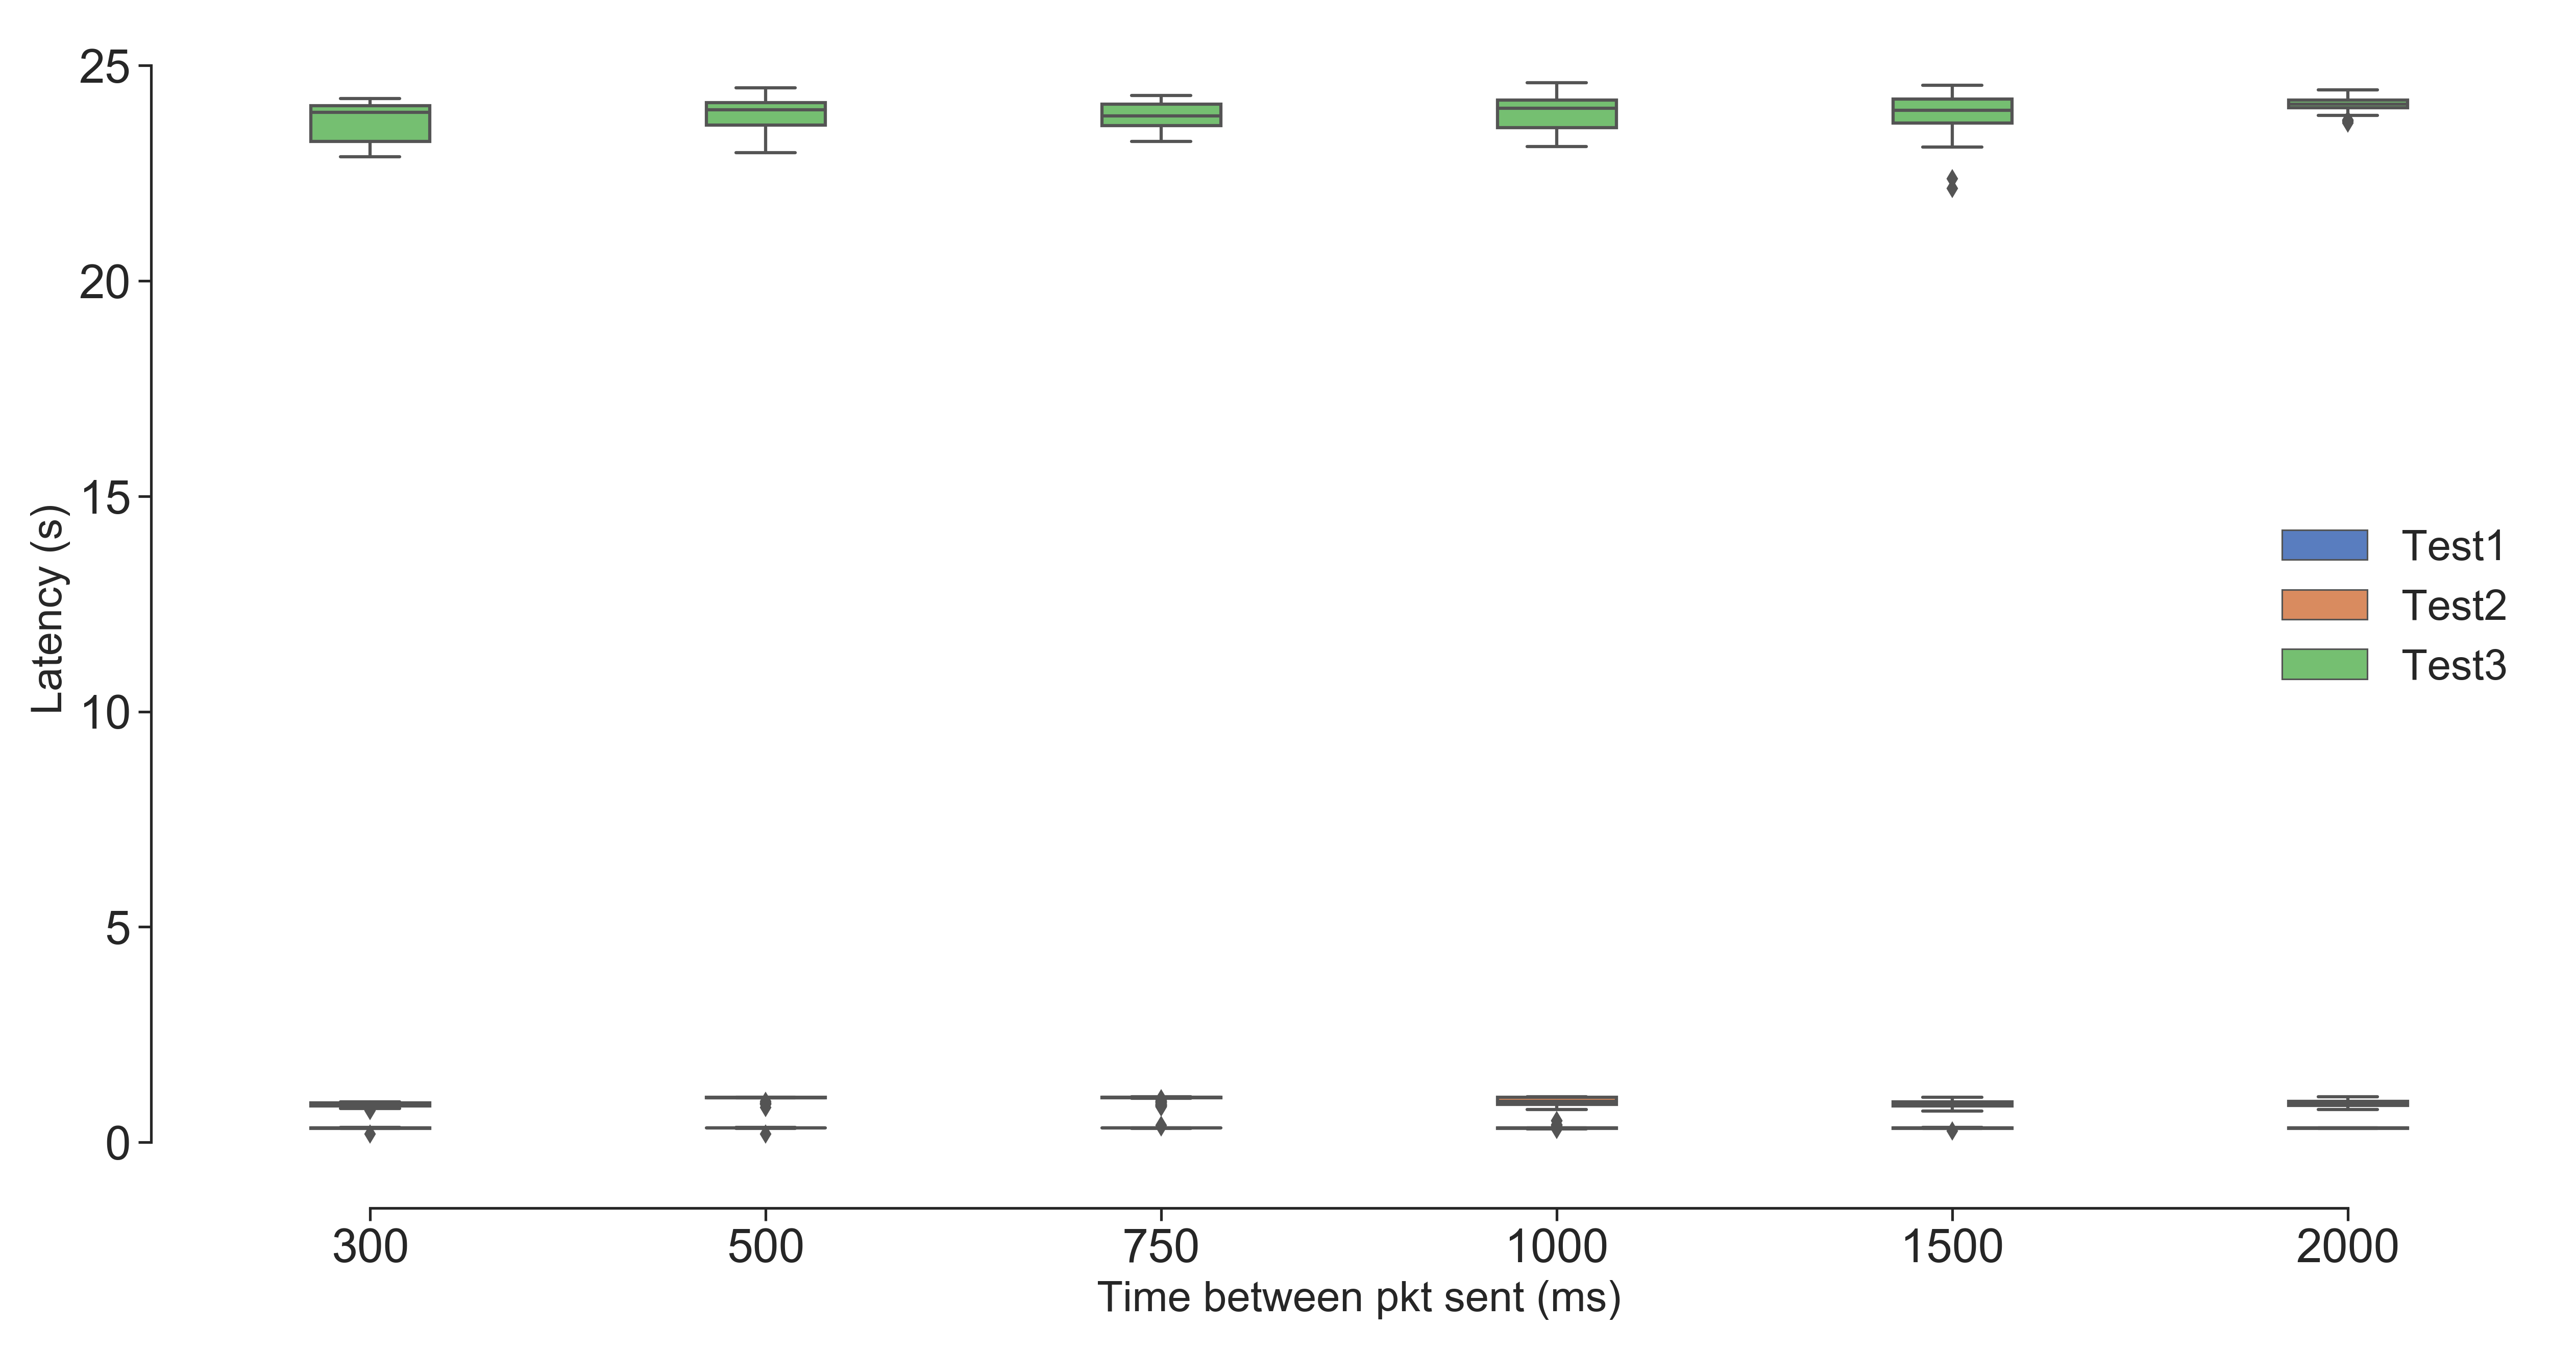 25
20
15
10
5
0
Latency (s)
Test1
Test2
Test3
300 500 750 1000 1500 2000
Time between pkt sent (ms)